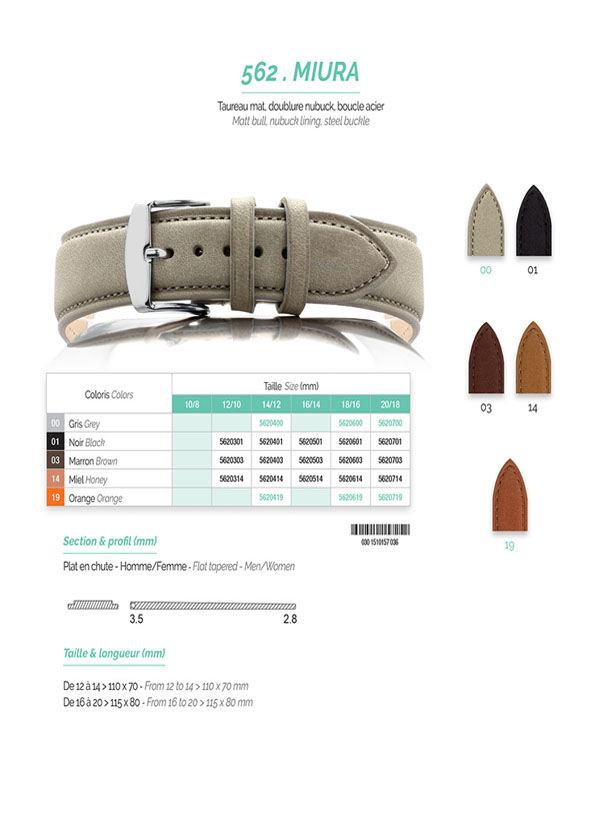 562 . MIURA
Taureau mat, doublure nubuck, boucle acier
Matt bull, nubuck lining, steel buckle
00 01
03 14
19
Coloris Colors
Taille Size (mm)
10/8 12/10 14/12 16/14 18/16 20/18
00 Gris Grey 5620400 5620600 5620700
01 Noir Black 5620301 5620401 5620501 5620601 5620701
03 Marron Brown 5620303 5620403 5620503 5620603 5620703
14 Miel Honey 5620314 5620414 5620514 5620614 5620714
19 Orange Orange 5620419 5620619 5620719
030 1510157 036
Section & profil (mm)
Plat en chute - Homme/Femme - Flat tapered - Men/Women
3.5 2.8
Taille & longueur (mm)
De 12 à 14 > 110 x 70 - From 12 to 14 > 110 x 70 mm
De 16 à 20 > 115 x 80 - From 16 to 20 > 115 x 80 mm